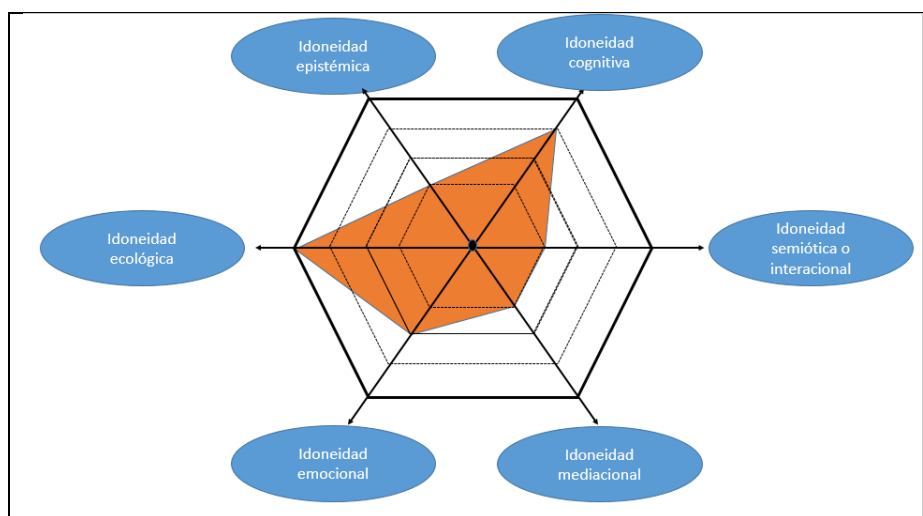 Idoneidad
epistémica
Idoneidad
cognitiva
Idoneidad
ecológica
Idoneidad
semiótica o
interacional
Idoneidad
emocional
Idoneidad
mediacional